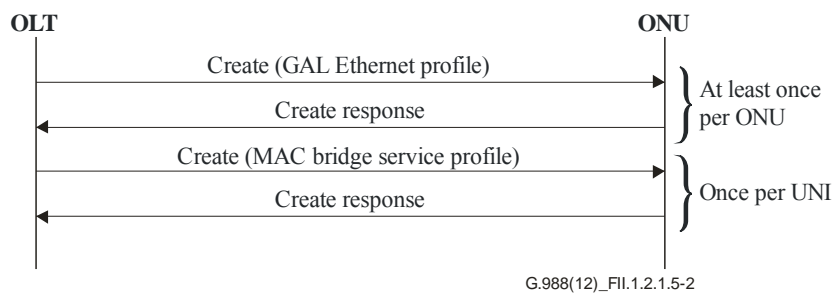 OLT
ONU
Create (GAL Ethernet profile)
Create response
At least once
per ONU
Create (MAC bridge service profile)
Create response
Once per UNI
G.988(12)_FII.1.2.1.5-2